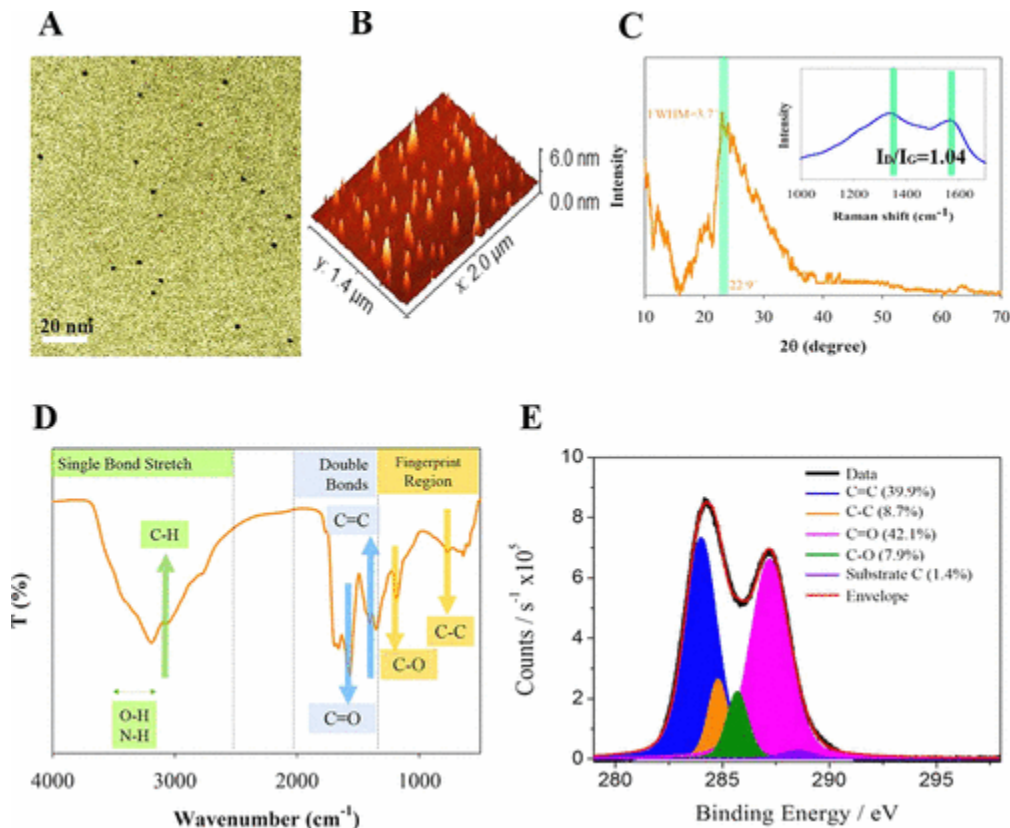 A
20 nm
B
6.0 nm
0.0 nm
y: 1.4 µm
x: 2.0 µm
C
FWHM=3.7
22.9°
Intensity
10 20 30 40 50 60 70
2θ (degree)
Intensity
I_D/I_G=1.04
1000 1200 1400 1600
Raman shift (cm⁻¹)
D
Single Bond Stretch
Double
Bonds
Fingerprint
Region
C-H
C=C
O-H
N-H
C=O
C-O
C-C
T (%)
4000 3000 2000 1000
Wavenumber (cm⁻¹)
E
10
8
6
4
2
0
Counts / s⁻¹ x10⁵
Data
C=C (39.9%)
C-C (8.7%)
C=O (42.1%)
C-O (7.9%)
Substrate C (1.4%)
Envelope
280 285 290 295
Binding Energy / eV